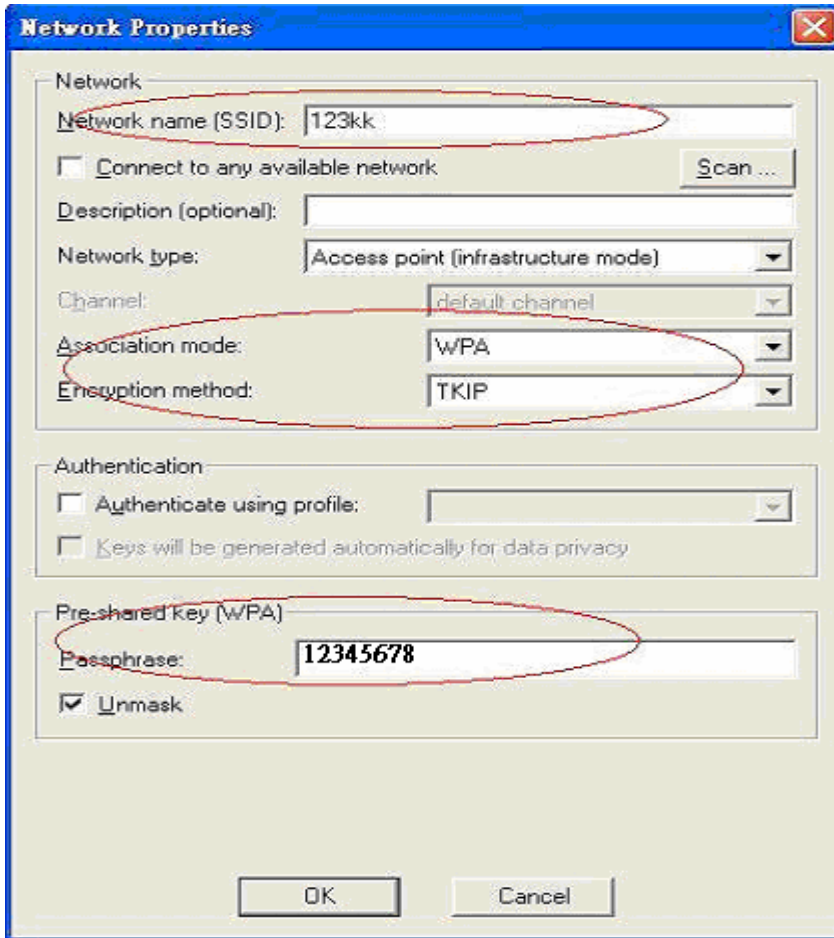 Network Properties
Network
Network name (SSID): 123kk
Connect to any available network
Scan ...
Description (optional):
Network type: Access point (infrastructure mode)
Channel: default channel
Association mode: WPA
Encryption method: TKIP
Authentication
Authenticate using profile:
Keys will be generated automatically for data privacy
Pre-shared key (WPA)
Passphrase: 12345678
Unmask
OK Cancel